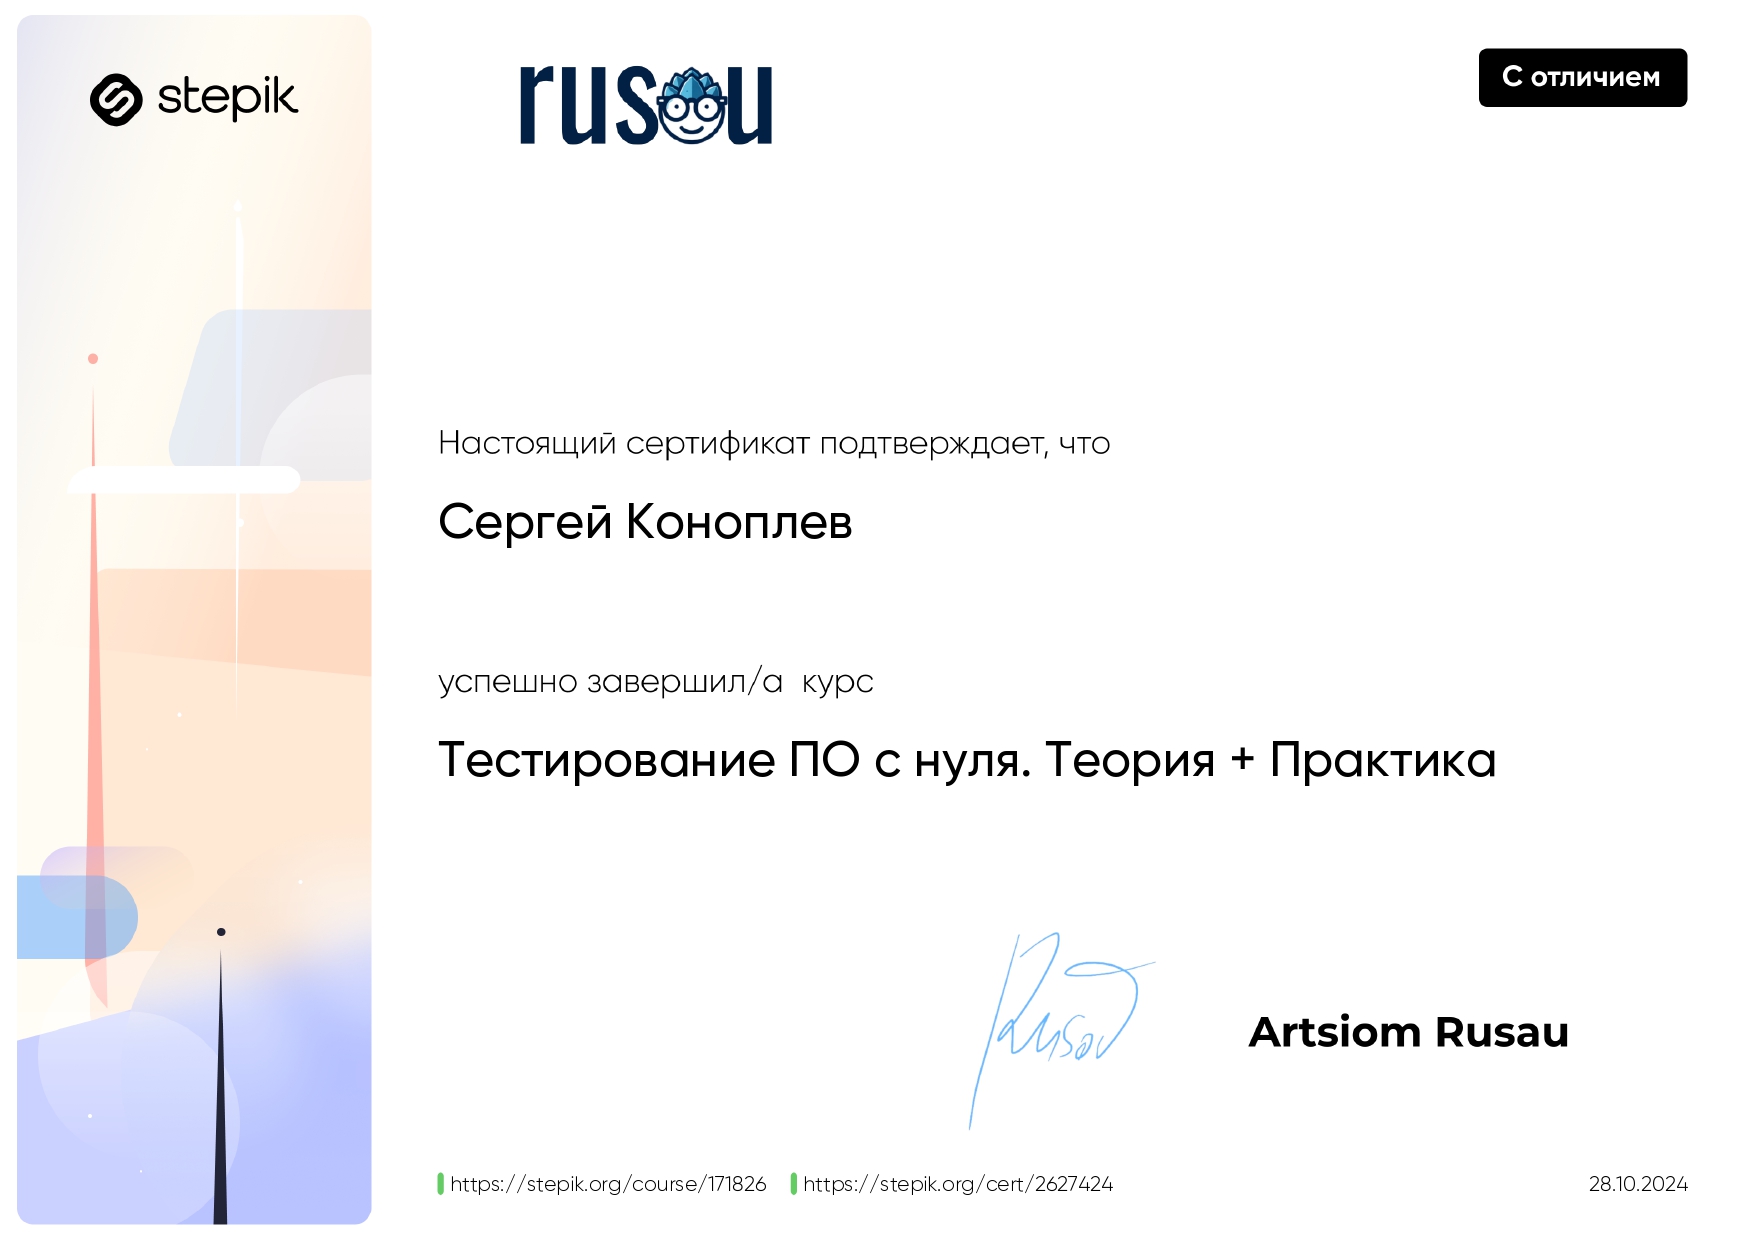 stepik
rusau
С отличием
Настоящий сертификат подтверждает, что
Сергей Коноплев
успешно завершил/а курс
Тестирование ПО с нуля. Теория + Практика
Rusau
Artsiom Rusau
https://stepik.org/course/171826 https://stepik.org/cert/2627424
28.10.2024